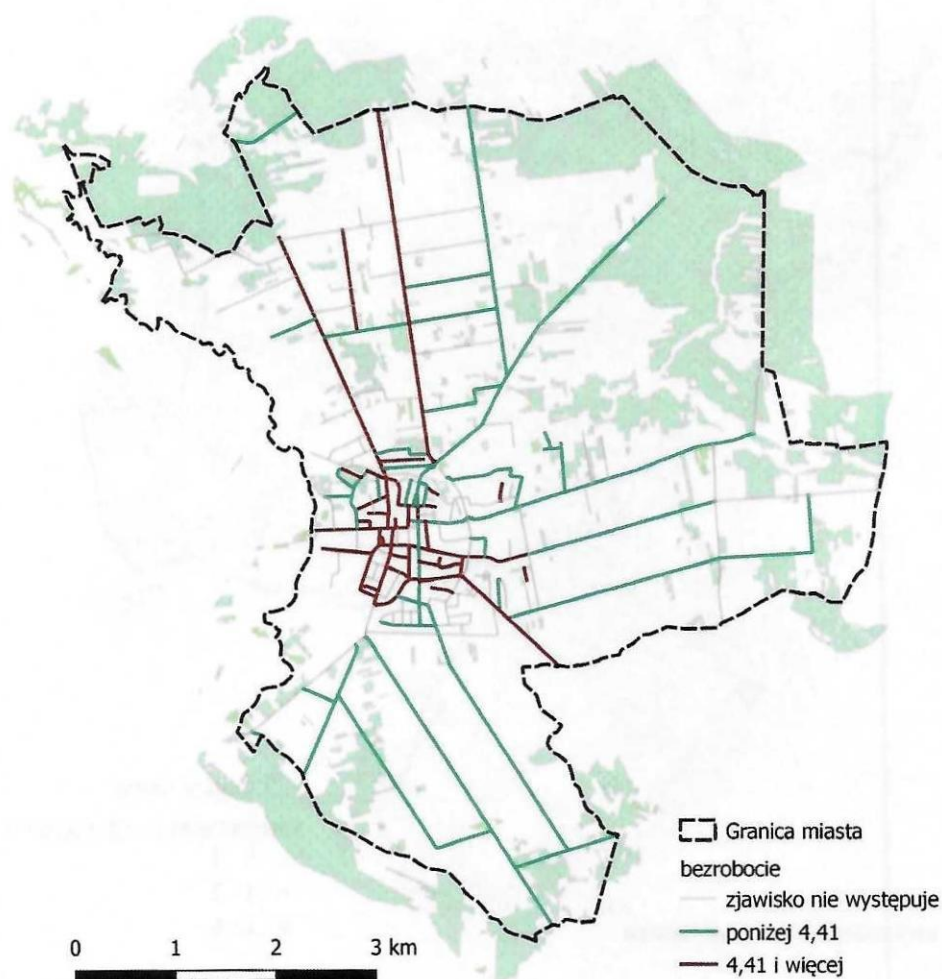 Granica miasta
bezrobocie
zjawisko nie występuje
poniżej 4,41
4,41 i więcej
0 1 2 3 km